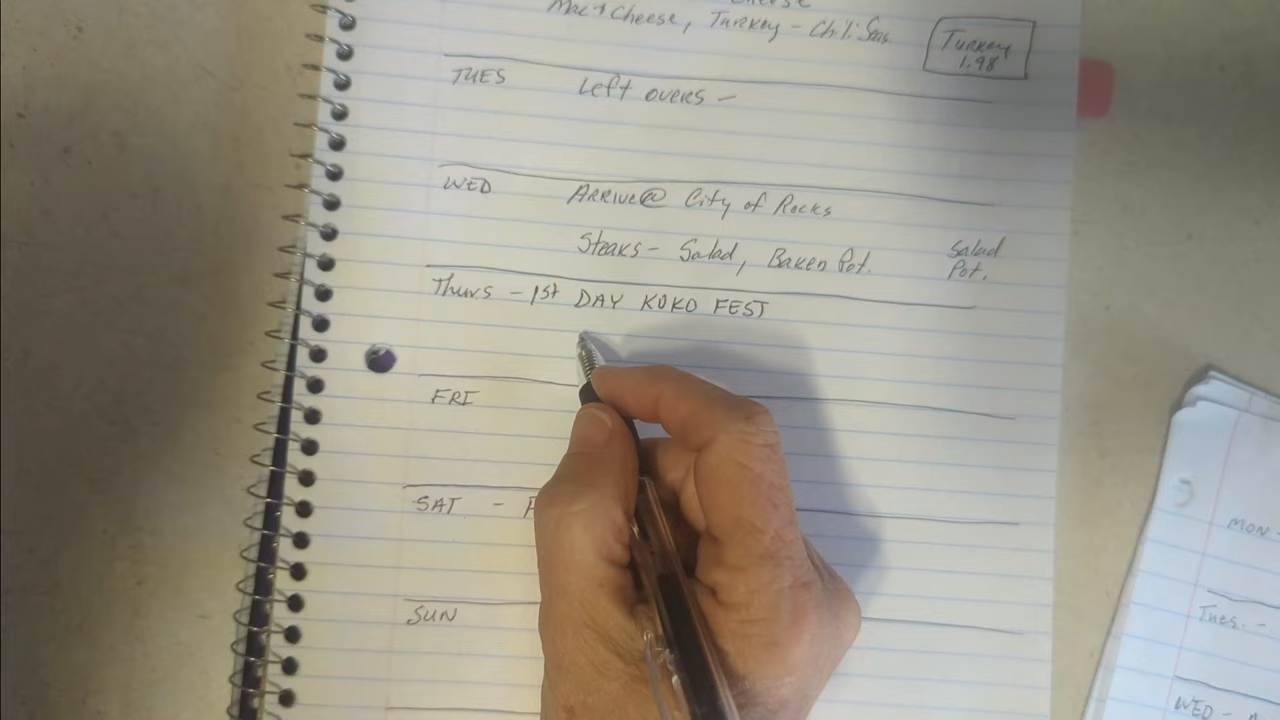 Mac + Cheese, Turkey - Chili Seas.
Turkey
1.98
TUES Left overs -
WED Arrive @ City of Rocks
Steaks - Salad, Baked Pot.
Salad
Pot.
Thurs - 1st DAY KOKO FEST
FRI
SAT -
SUN
MON -
Tues. -
WED -